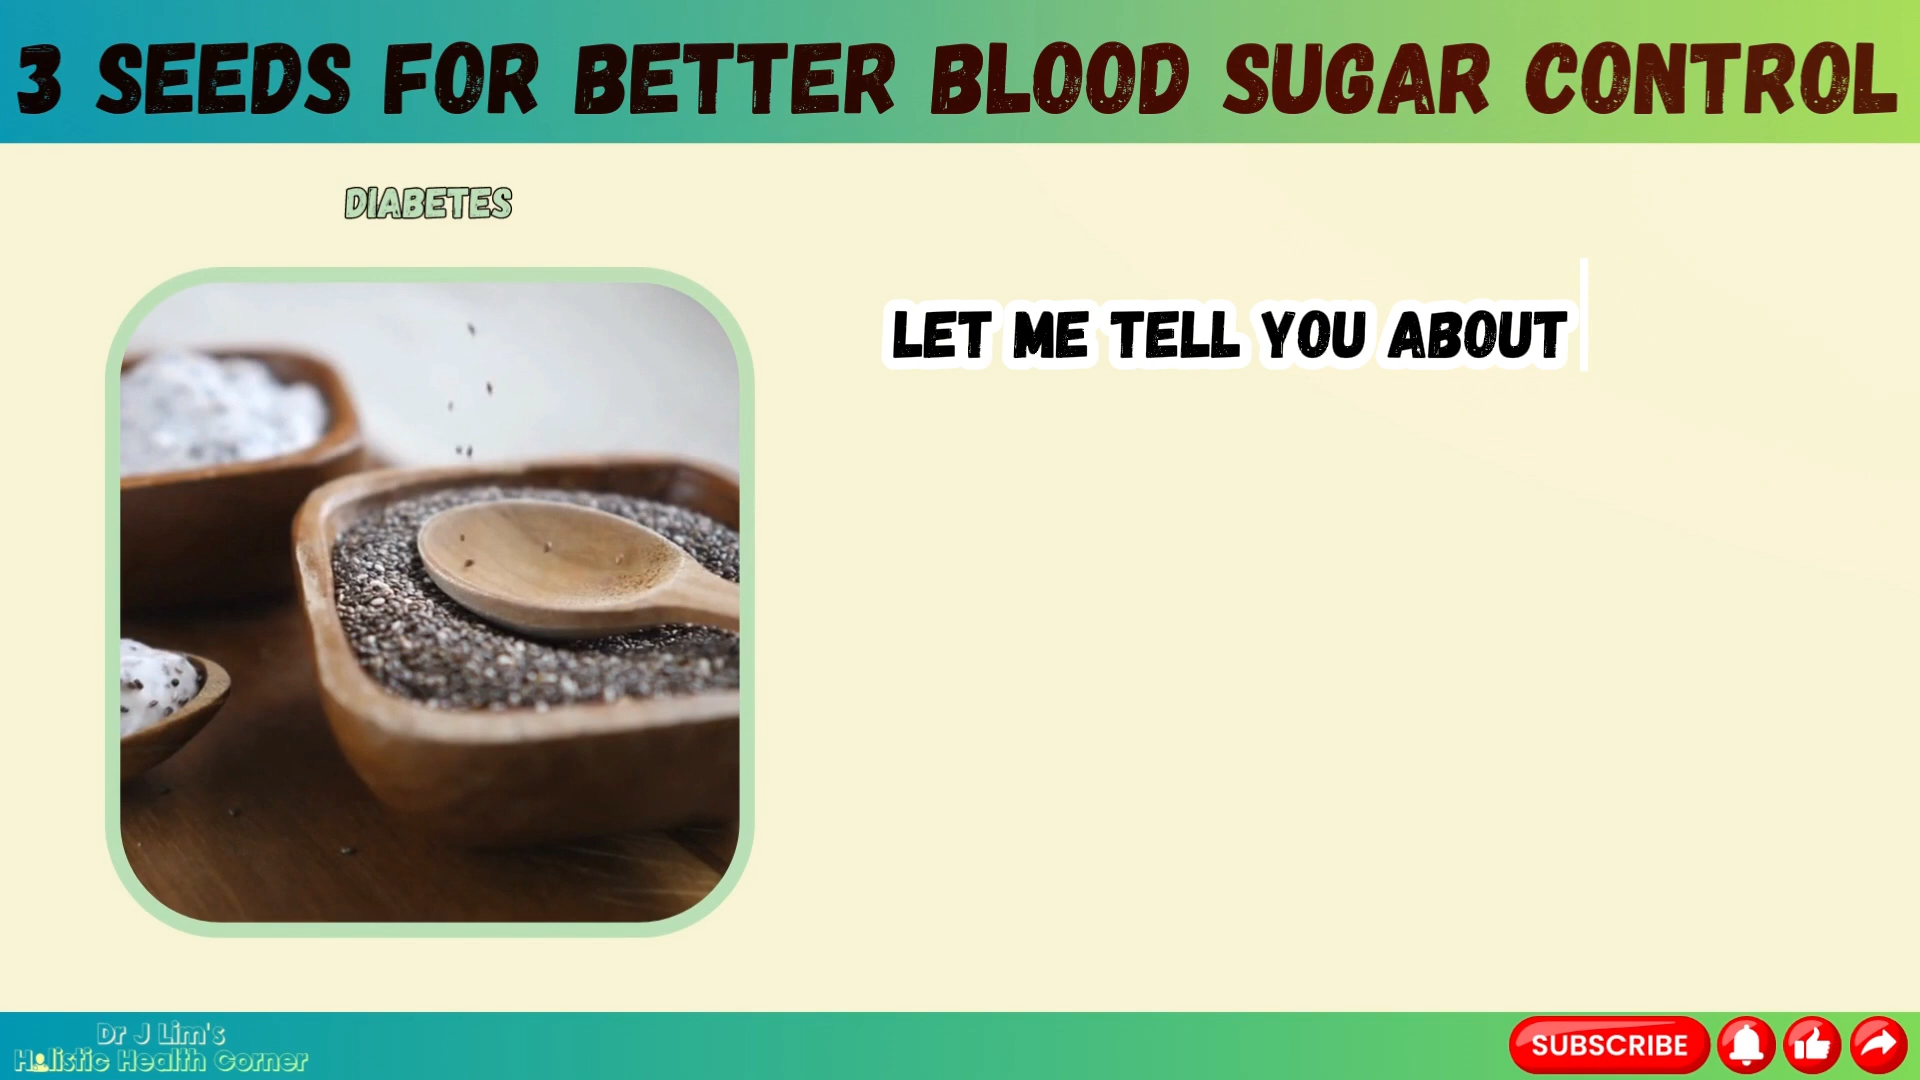 3 SEEDS FOR BETTER BLOOD SUGAR CONTROL
DIABETES
LET ME TELL YOU ABOUT
Dr J Lim's
Holistic Health Corner
SUBSCRIBE